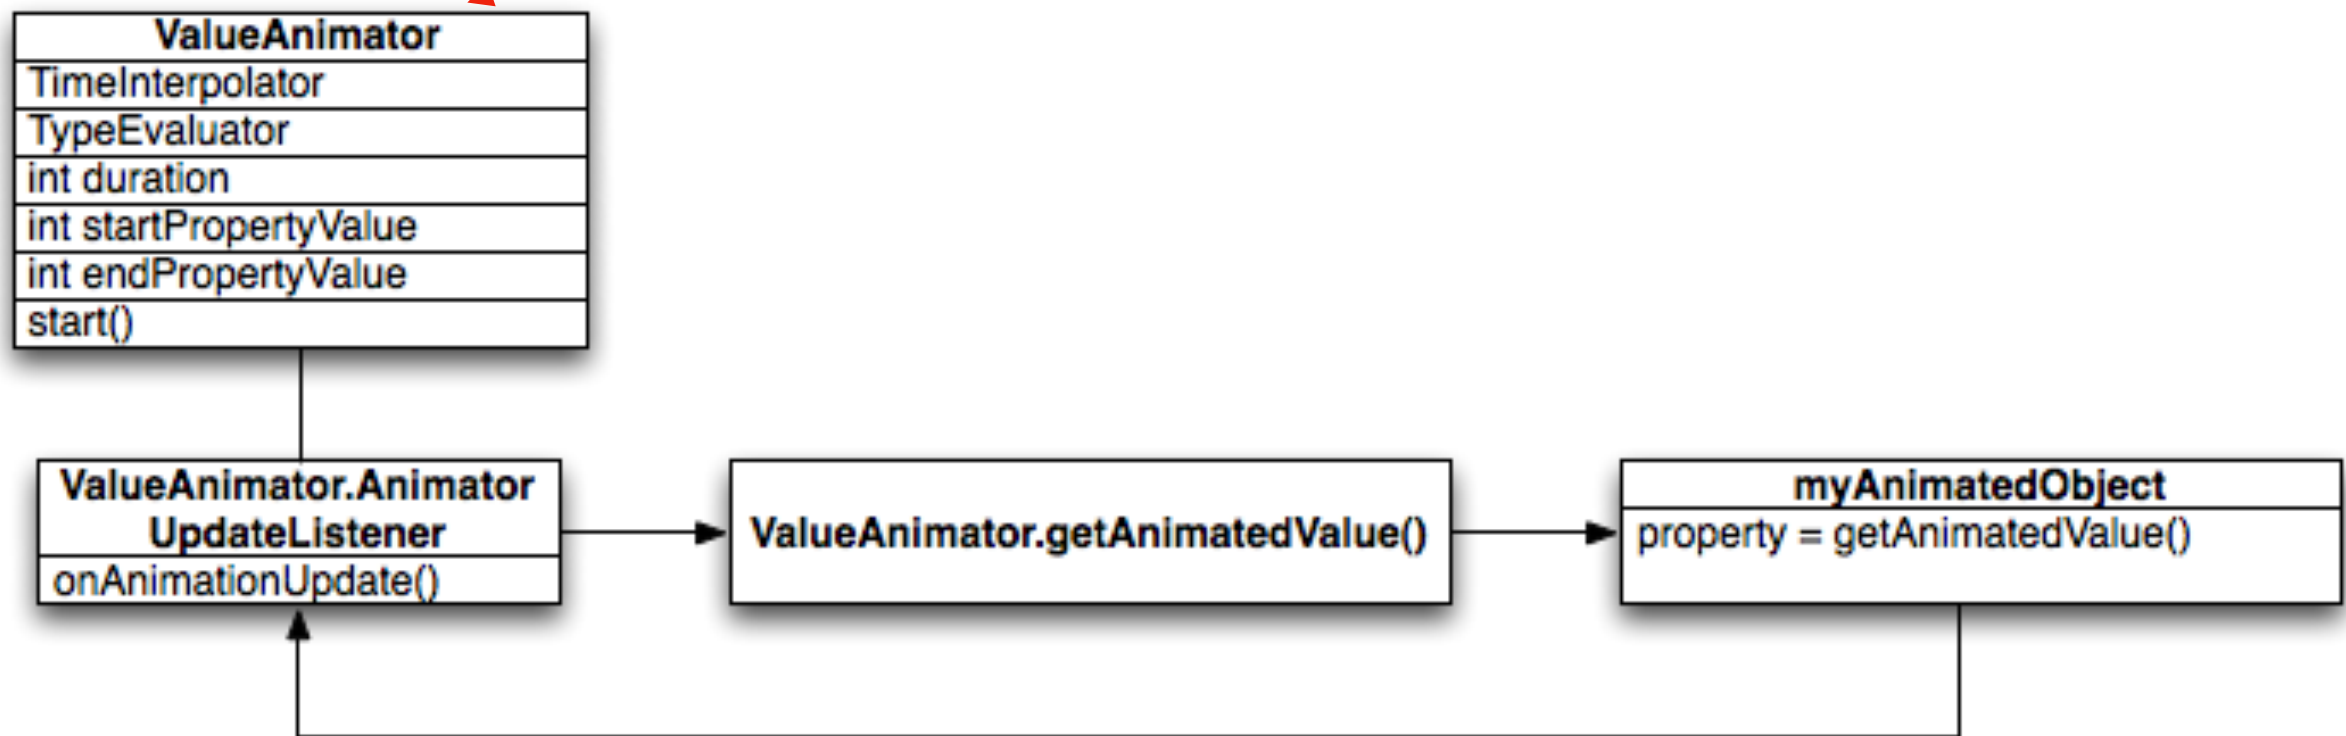 ValueAnimator
TimeInterpolator
TypeEvaluator
int duration
int startPropertyValue
int endPropertyValue
start()
ValueAnimator.Animator
UpdateListener
onAnimationUpdate()
ValueAnimator.getAnimatedValue()
myAnimatedObject
property = getAnimatedValue()